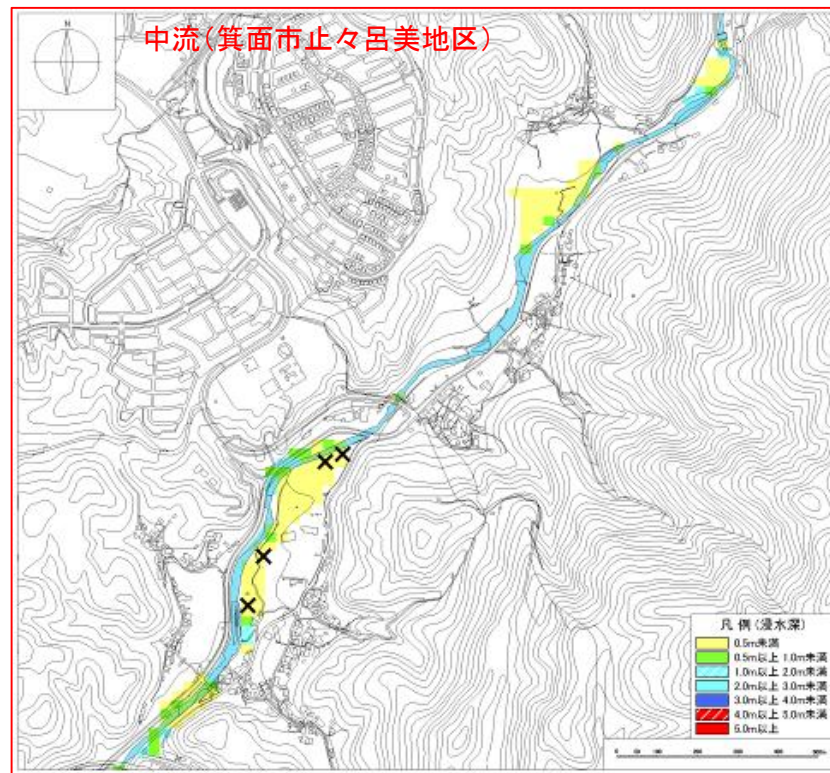 中流(箕面市止々呂美地区)
N
凡 例 (浸水深)
0.5m未満
0.5m以上 1.0m未満
1.0m以上 2.0m未満
2.0m以上 3.0m未満
3.0m以上 4.0m未満
4.0m以上 5.0m未満
5.0m以上